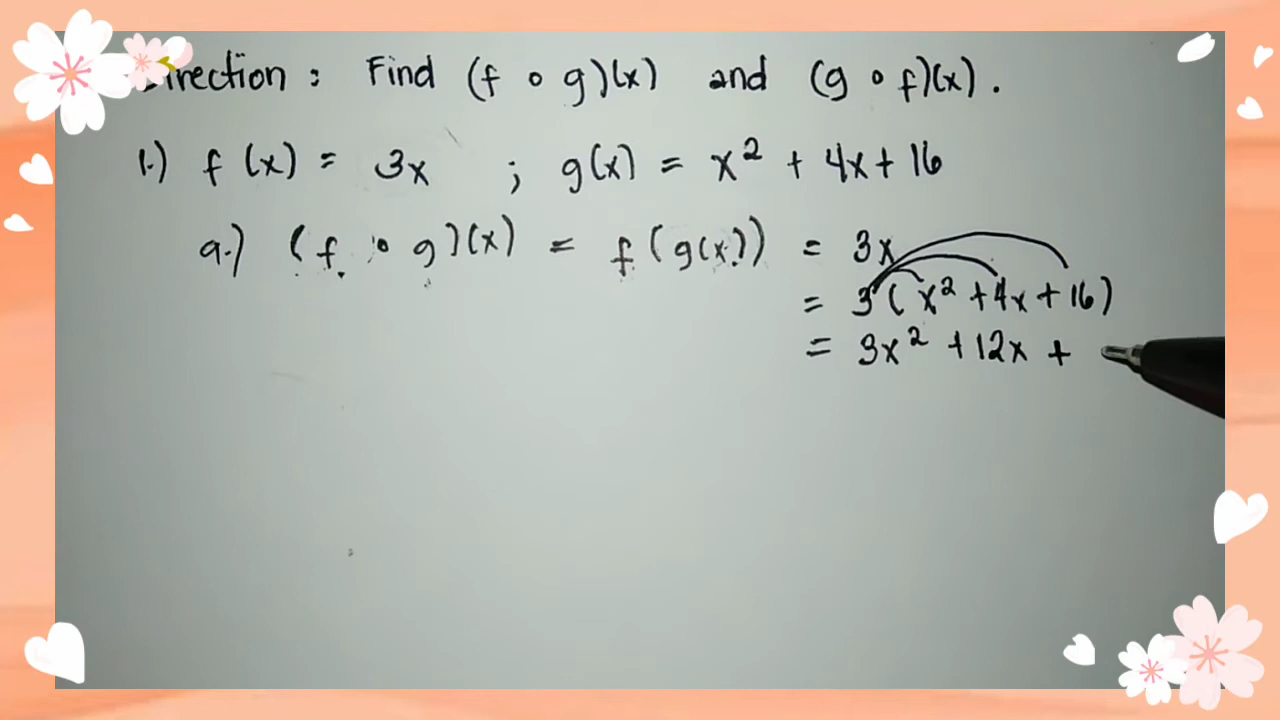 Direction : Find (f ∘ g)(x) and (g ∘ f)(x).
1.) f(x) = 3x ; g(x) = x² + 4x + 16
a.) (f ∘ g)(x) = f(g(x)) = 3x
= 3(x² + 4x + 16)
= 3x² + 12x +